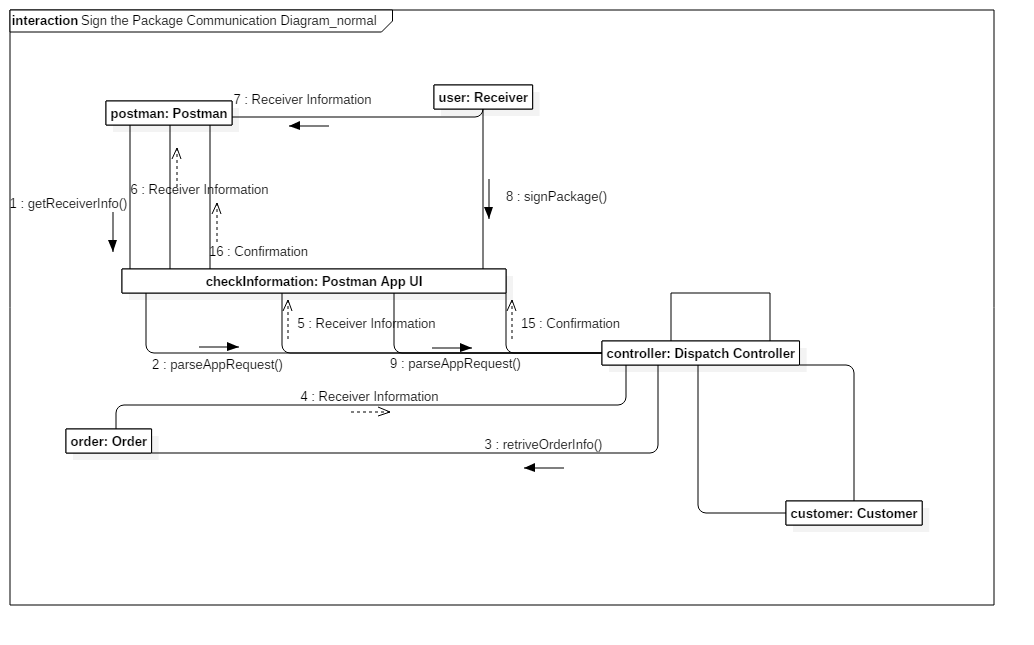 interaction Sign the Package Communication Diagram_normal
7 : Receiver Information
user: Receiver
postman: Postman
6 : Receiver Information
8 : signPackage()
1 : getReceiverInfo()
16 : Confirmation
checkInformation: Postman App UI
5 : Receiver Information
15 : Confirmation
controller: Dispatch Controller
2 : parseAppRequest()
9 : parseAppRequest()
4 : Receiver Information
order: Order
3 : retriveOrderInfo()
customer: Customer